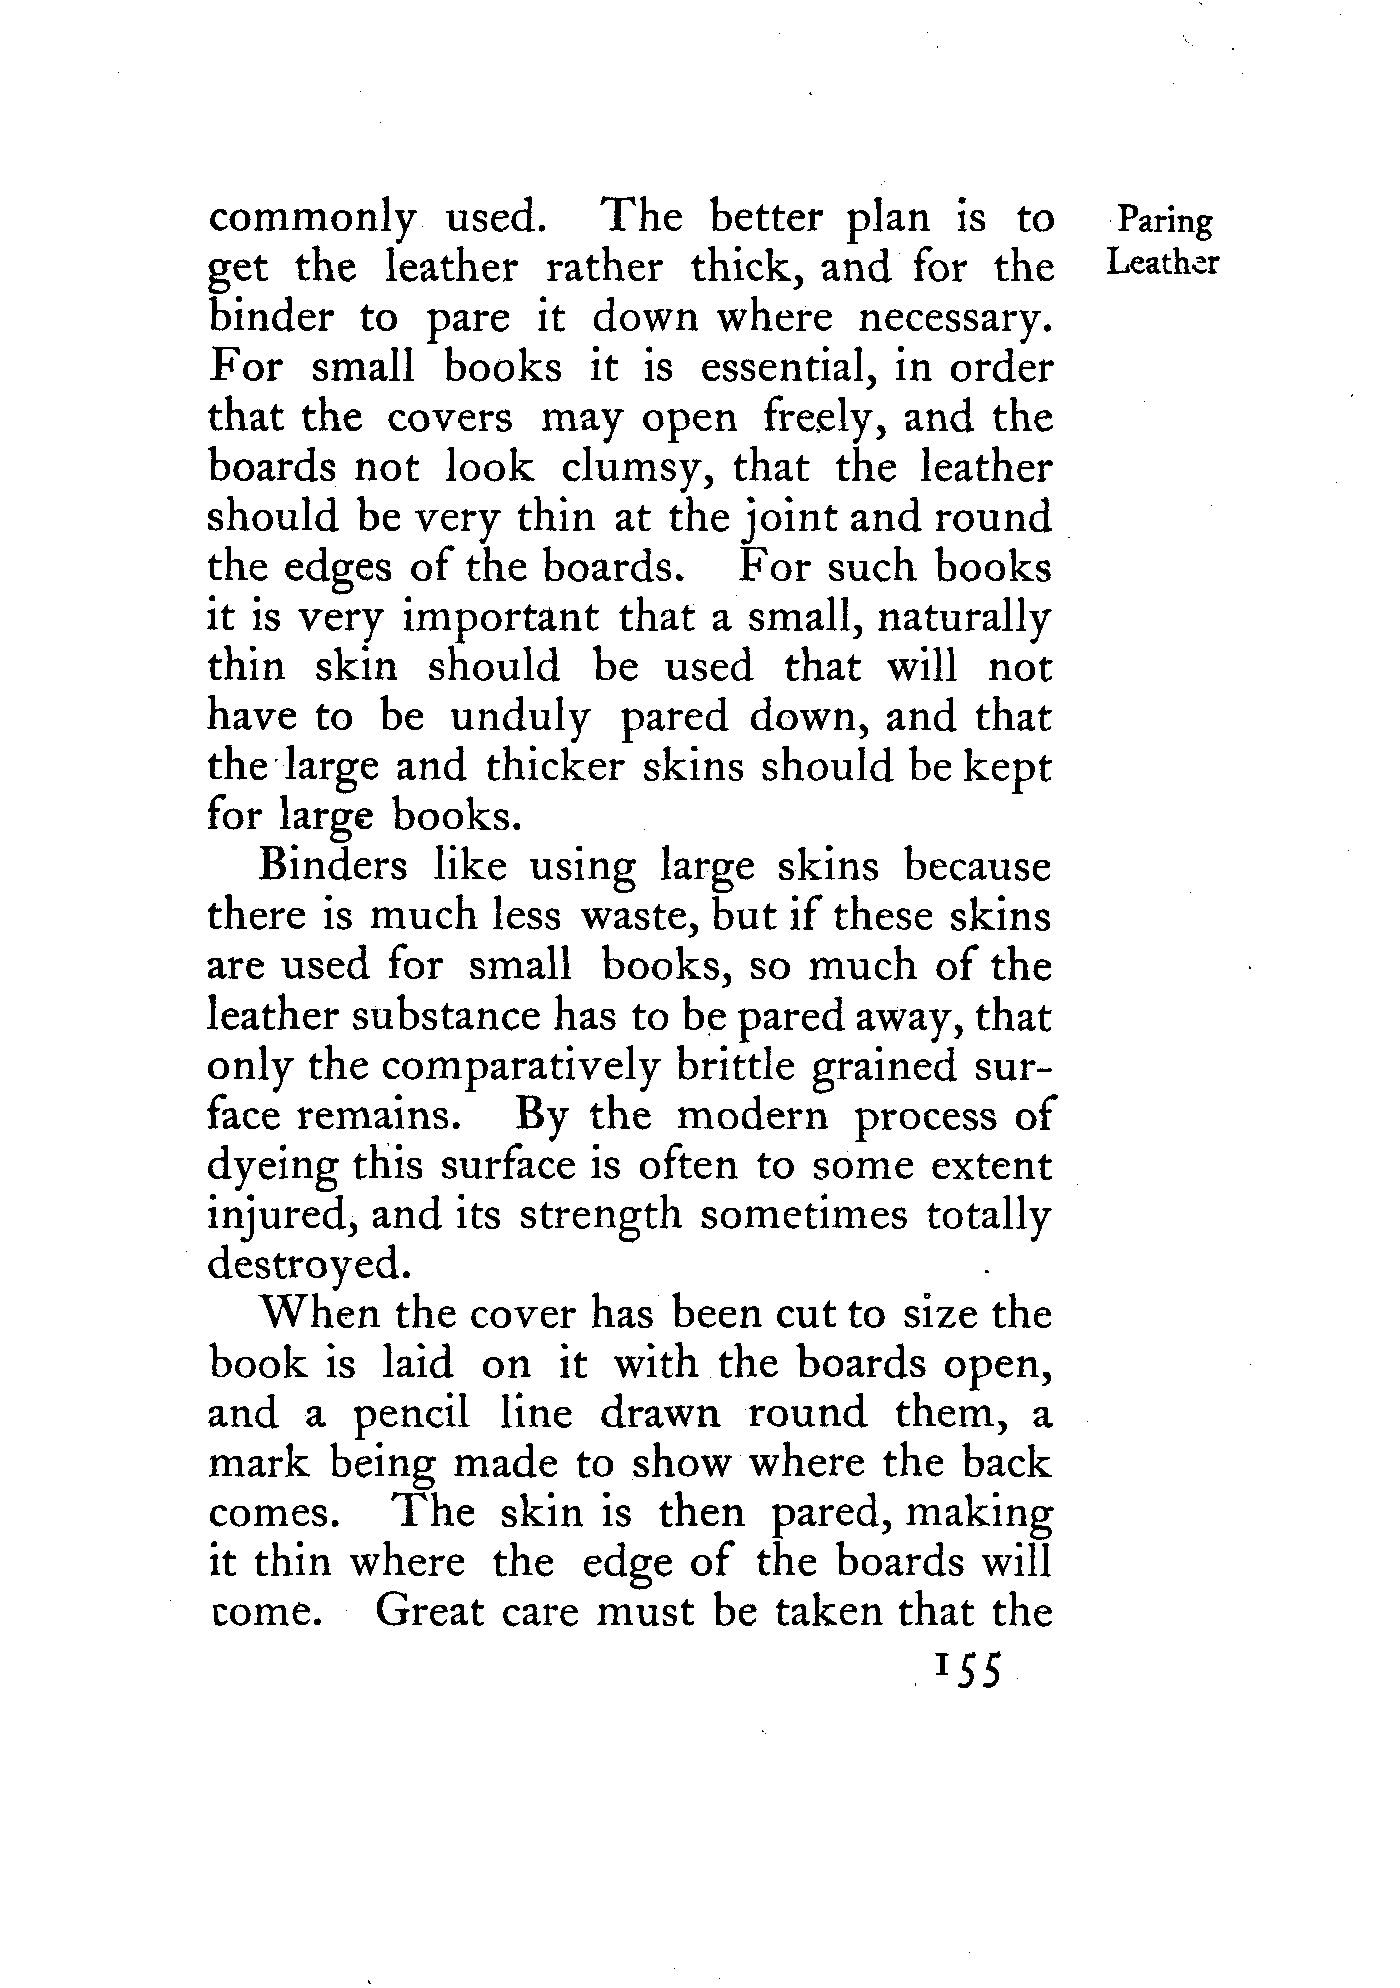 commonly used. The better plan is to
get the leather rather thick, and for the
binder to pare it down where necessary.
For small books it is essential, in order
that the covers may open freely, and the
boards not look clumsy, that the leather
should be very thin at the joint and round
the edges of the boards. For such books
it is very important that a small, naturally
thin skin should be used that will not
have to be unduly pared down, and that
the large and thicker skins should be kept
for large books.
Binders like using large skins because
there is much less waste, but if these skins
are used for small books, so much of the
leather substance has to be pared away, that
only the comparatively brittle grained sur-
face remains. By the modern process of
dyeing this surface is often to some extent
injured, and its strength sometimes totally
destroyed.
When the cover has been cut to size the
book is laid on it with the boards open,
and a pencil line drawn round them, a
mark being made to show where the back
comes. The skin is then pared, making
it thin where the edge of the boards will
come. Great care must be taken that the
155
Paring
Leather